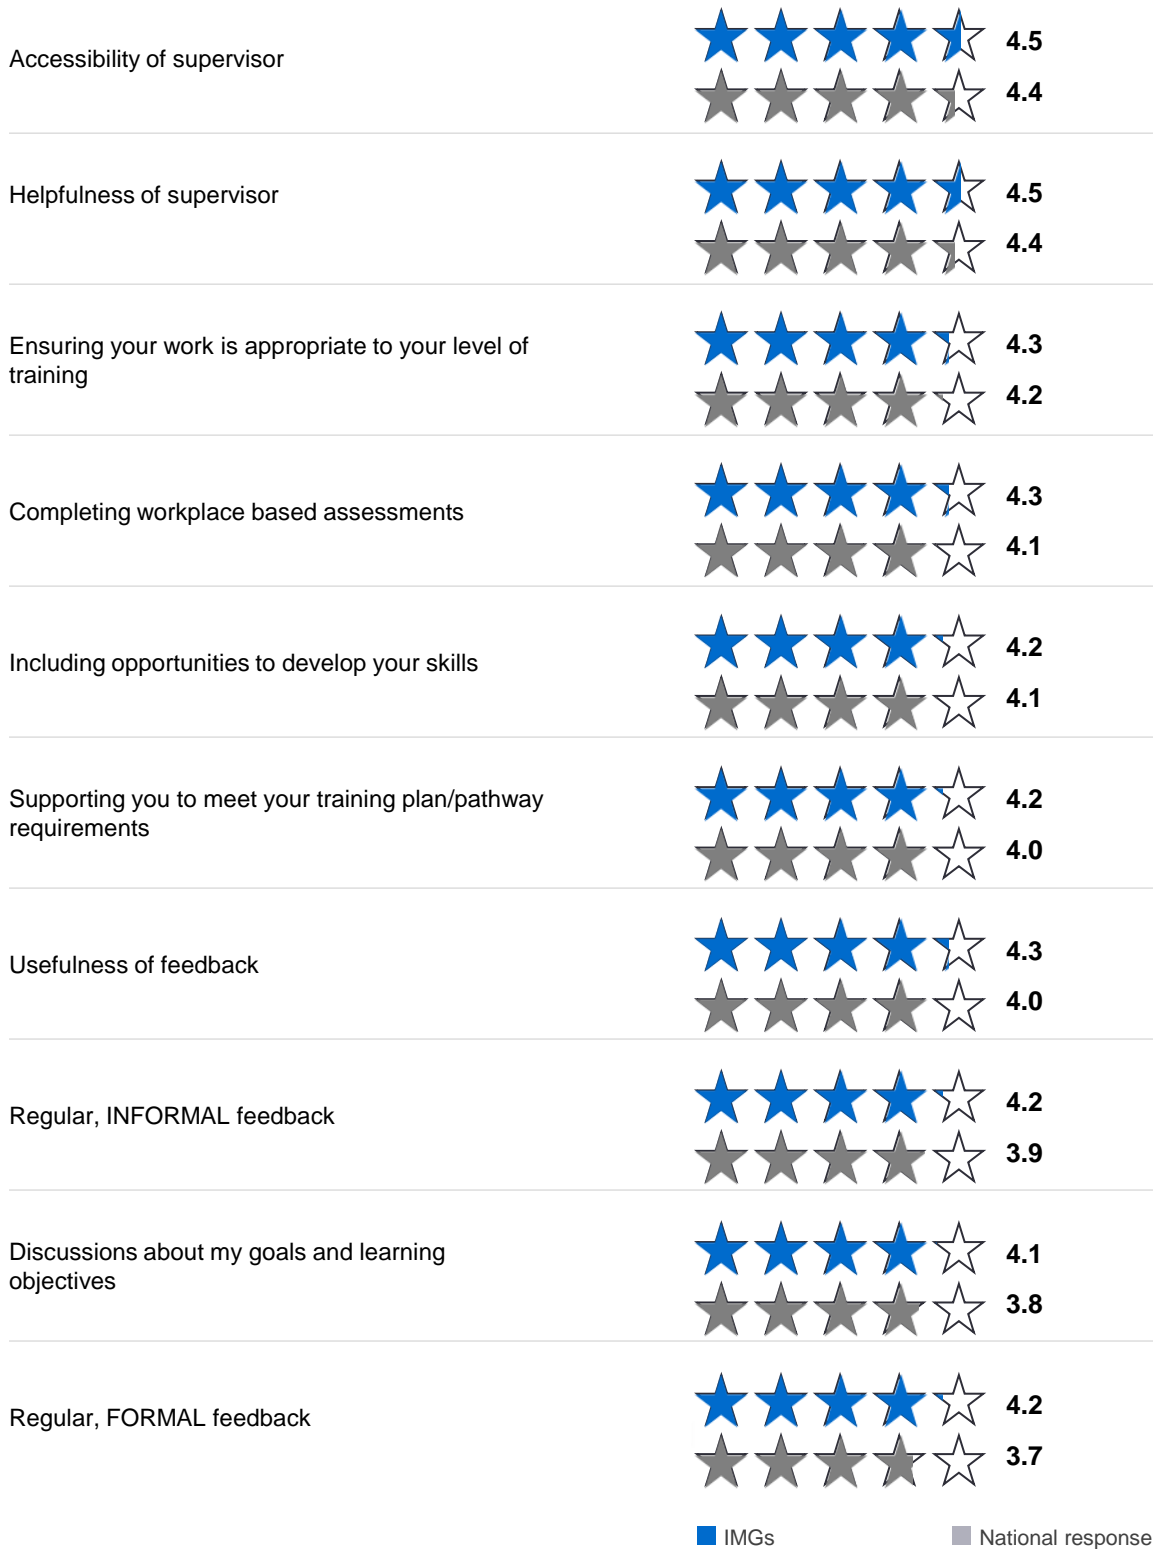 Accessibility of supervisor
4.5
4.4
Helpfulness of supervisor
4.5
4.4
Ensuring your work is appropriate to your level of
training
4.3
4.2
Completing workplace based assessments
4.3
4.1
Including opportunities to develop your skills
4.2
4.1
Supporting you to meet your training plan/pathway
requirements
4.2
4.0
Usefulness of feedback
4.3
4.0
Regular, INFORMAL feedback
4.2
3.9
Discussions about my goals and learning
objectives
4.1
3.8
Regular, FORMAL feedback
4.2
3.7
IMGs
National response